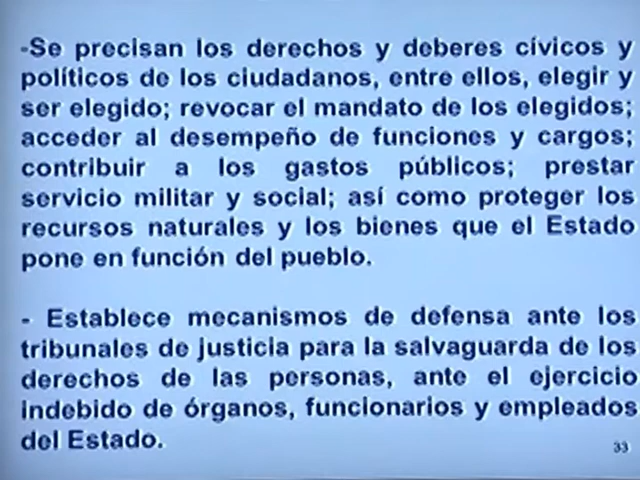 -Se precisan los derechos y deberes cívicos y
políticos de los ciudadanos, entre ellos, elegir y
ser elegido; revocar el mandato de los elegidos;
acceder al desempeño de funciones y cargos;
contribuir a los gastos públicos; prestar
servicio militar y social; así como proteger los
recursos naturales y los bienes que el Estado
pone en función del pueblo.
- Establece mecanismos de defensa ante los
tribunales de justicia para la salvaguarda de los
derechos de las personas, ante el ejercicio
indebido de órganos, funcionarios y empleados
del Estado.
33